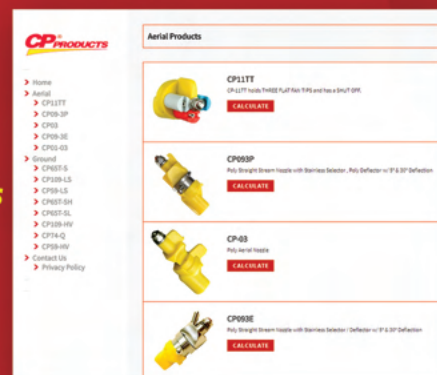 CP PRODUCTS
Home
Aerial
CP11TT
CP09-3P
CP03
CP09-3E
CP01-03
Ground
CP65T-S
CP109-LS
CP59-LS
CP65T-SH
CP65T-SL
CP109-HV
CP74-Q
CP59-HV
Contact Us
Privacy Policy
Aerial Products
CP11TT
CP-11TT holds THREE FLAT FAN TIPS and has a SHUT OFF.
CALCULATE
CP093P
Poly Straight Stream Nozzle with Stainless Selector , Poly Deflector w/ 5° & 30° Deflection
CALCULATE
CP-03
Poly Aerial Nozzle
CALCULATE
CP093E
Poly Straight Stream Nozzle with Stainless Selector / Deflector w/ 5° & 30° Deflection
CALCULATE